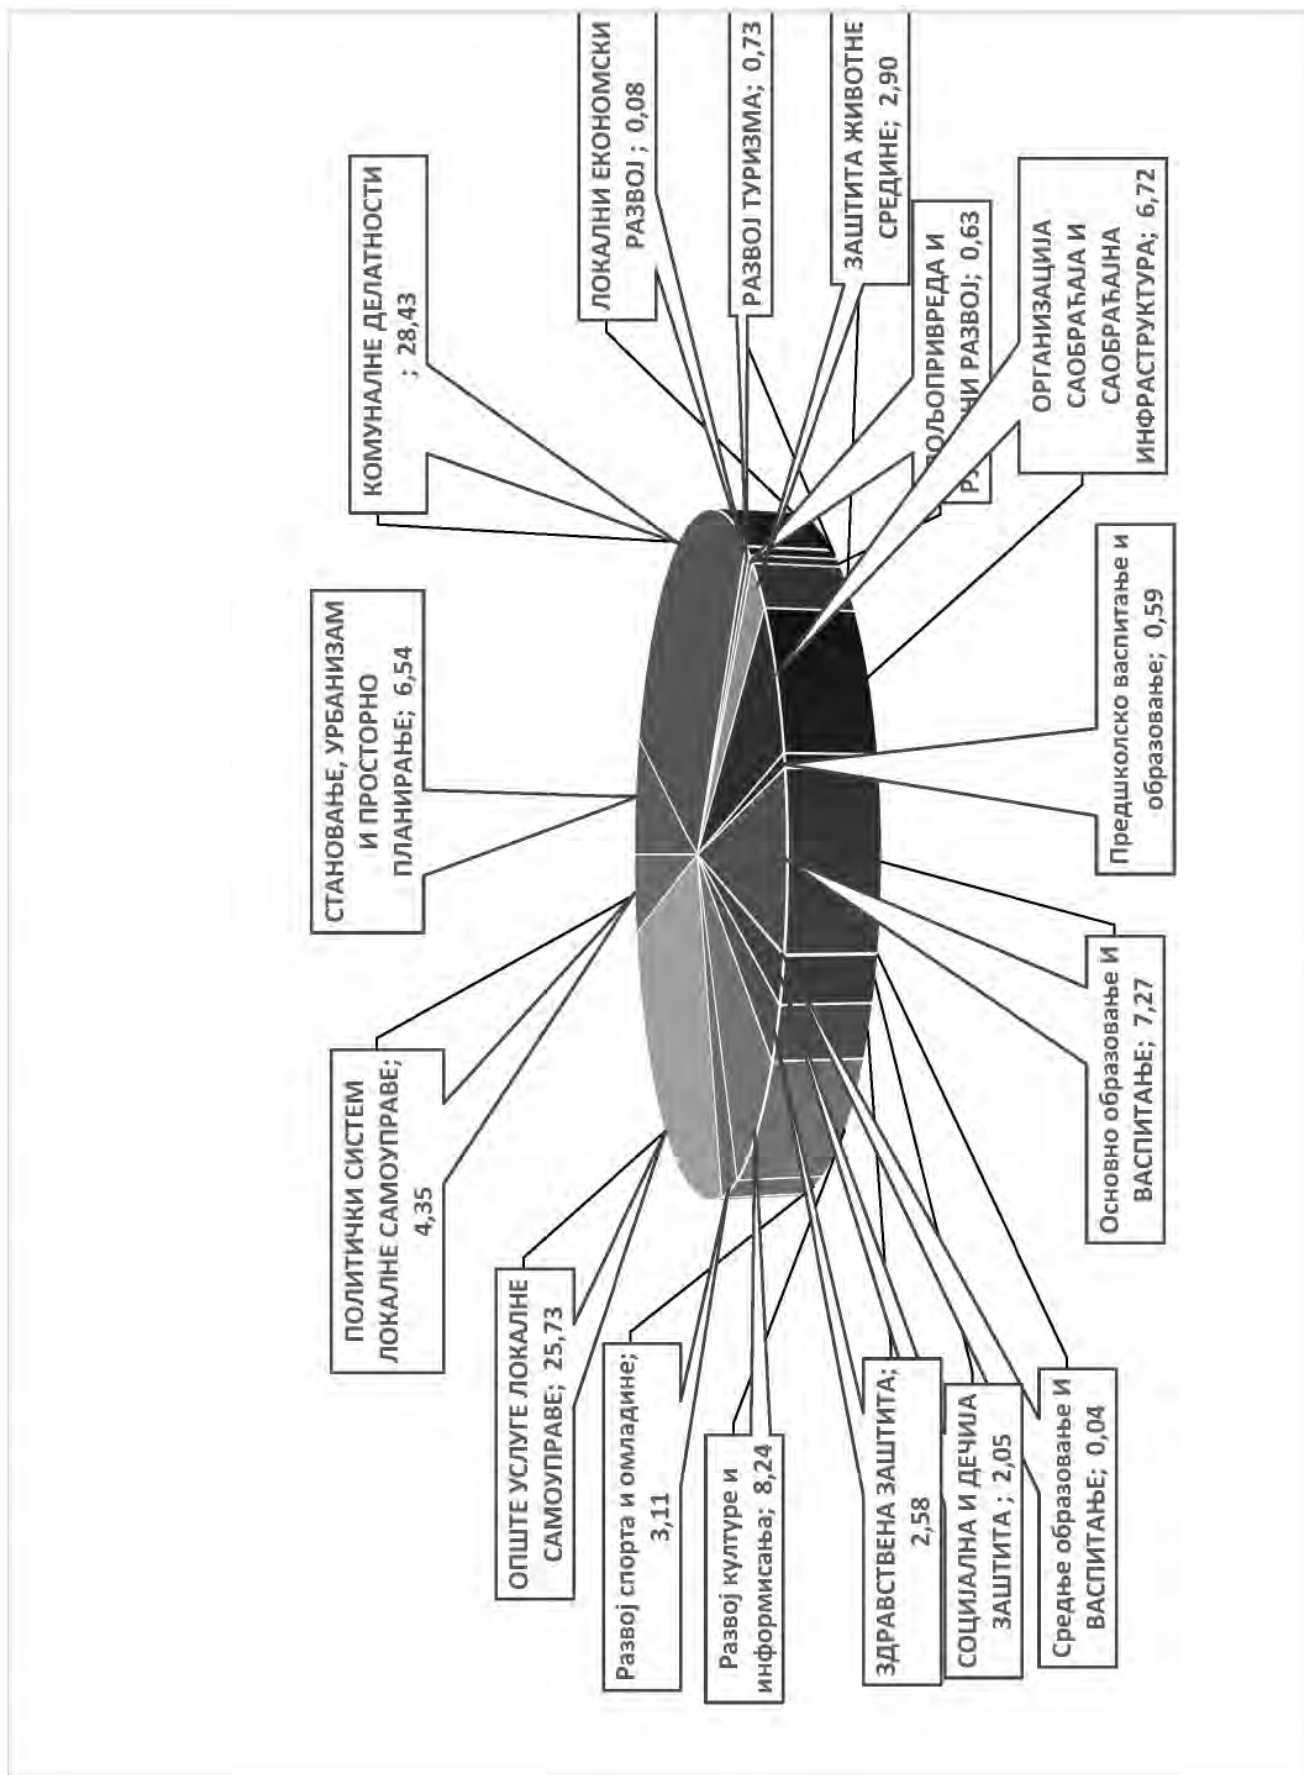 СТАНОВАЊЕ, УРБАНИЗАМ
И ПРОСТОРНО
ПЛАНИРАЊЕ; 6,54
КОМУНАЛНЕ ДЕЛАТНОСТИ
; 28,43
ЛОКАЛНИ ЕКОНОМСКИ
РАЗВОЈ ; 0,08
РАЗВОЈ ТУРИЗМА; 0,73
ЗАШТИТА ЖИВОТНЕ
СРЕДИНЕ; 2,90
ОЉОПРИВРЕДА И
НИ РАЗВОЈ; 0,63
ОРГАНИЗАЦИЈА
САОБРАЋАЈА И
САОБРАЋАЈНА
ИНФРАСТРУКТУРА; 6,72
Предшколско васпитање и
образовање; 0,59
Основно образовање И
ВАСПИТАЊЕ; 7,27
Средње образовање И
ВАСПИТАЊЕ; 0,04
СОЦИЈАЛНА И ДЕЧИЈА
ЗАШТИТА ; 2,05
ЗДРАВСТВЕНА ЗАШТИТА;
2,58
Развој културе и
информисања; 8,24
Развој спорта и омладине;
3,11
ОПШТЕ УСЛУГЕ ЛОКАЛНЕ
САМОУПРАВЕ; 25,73
ПОЛИТИЧКИ СИСТЕМ
ЛОКАЛНЕ САМОУПРАВЕ;
4,35